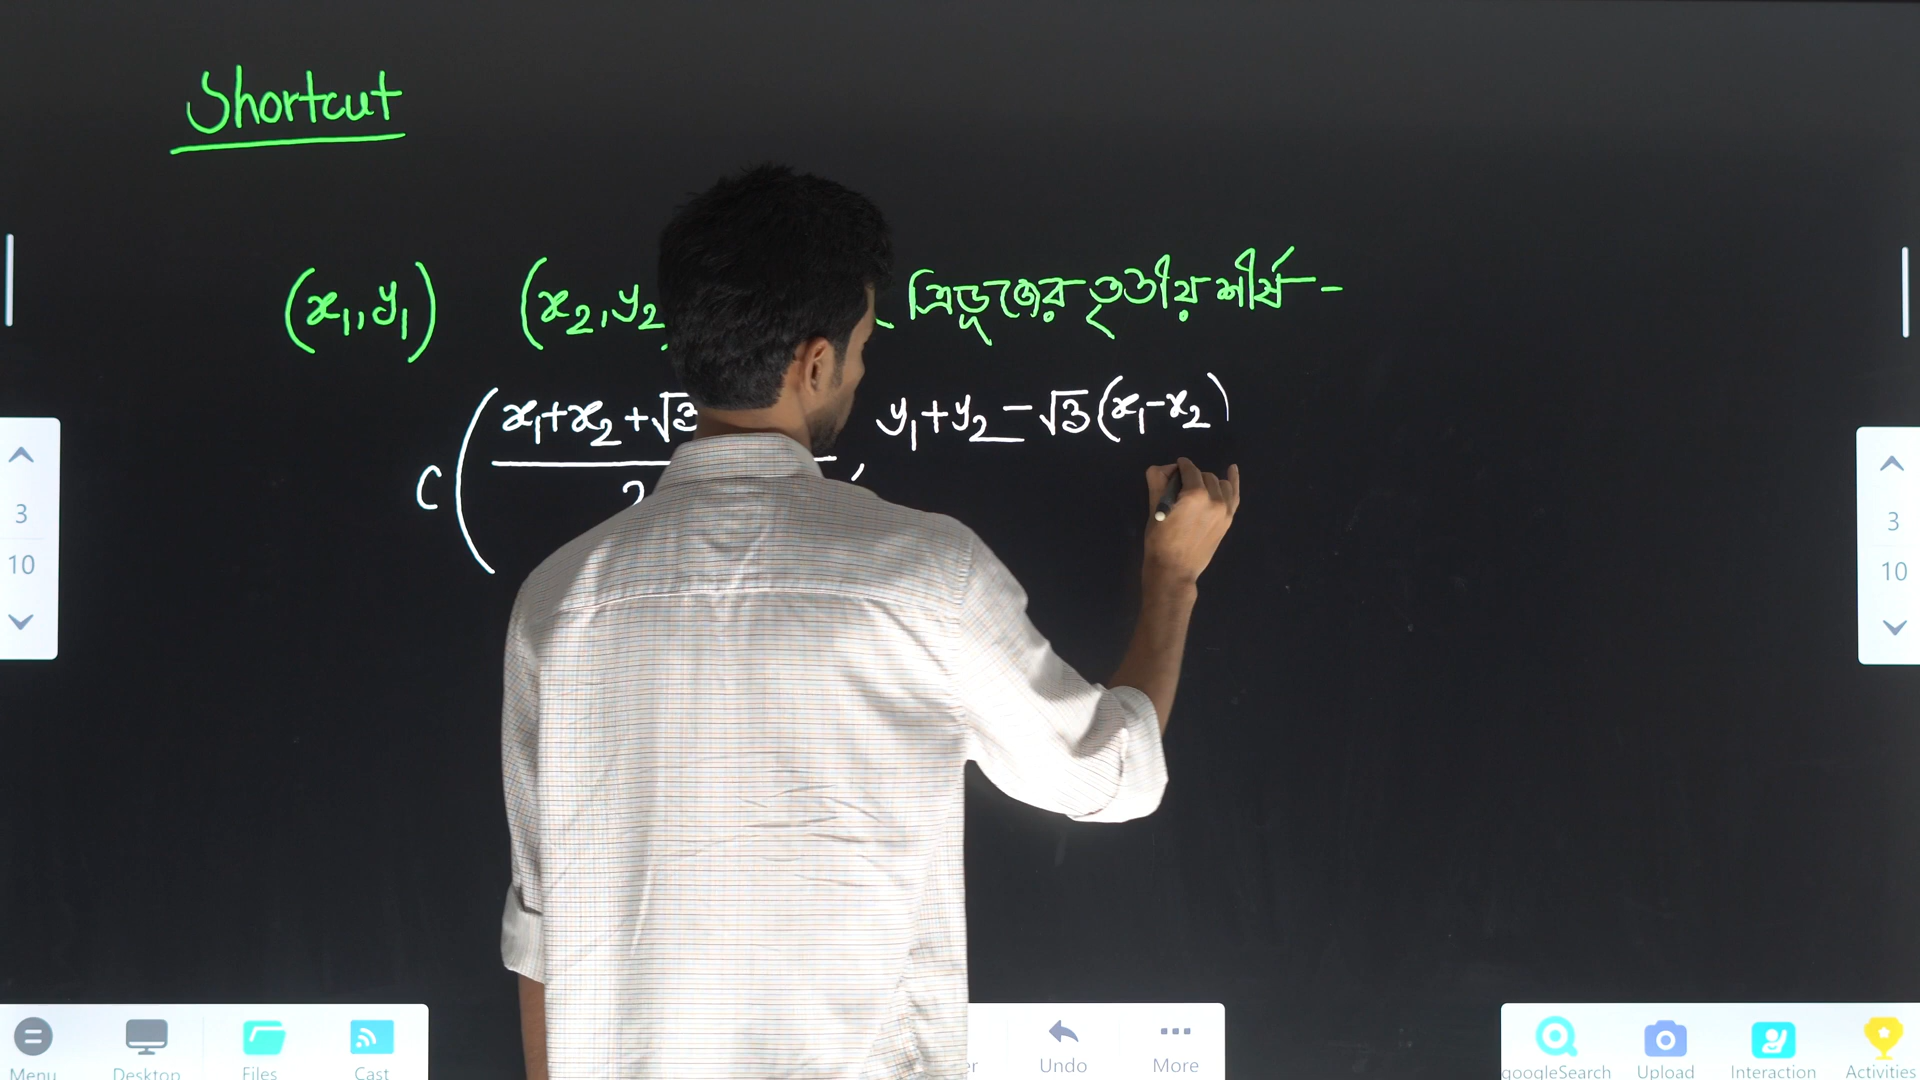 Shortcut
(x₁,y₁) (x₂,y₂ ত্রিভূজের তৃতীয় শীর্ষ -
C ( x₁+x₂+√3 , y₁+y₂-√3(x₁-x₂)
2
3
10
3
10
Menu Desktop Files Cast Undo More googleSearch Upload Interaction Activities